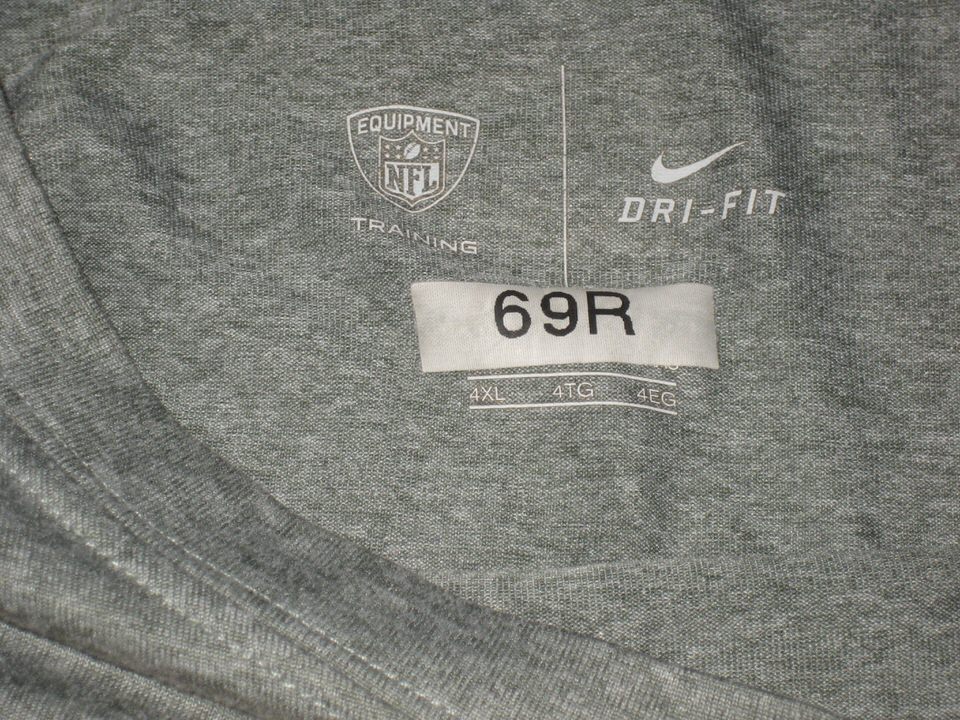 EQUIPMENT
NFL
TRAINING
DRI-FIT
69R
4XL 4TG 4EG